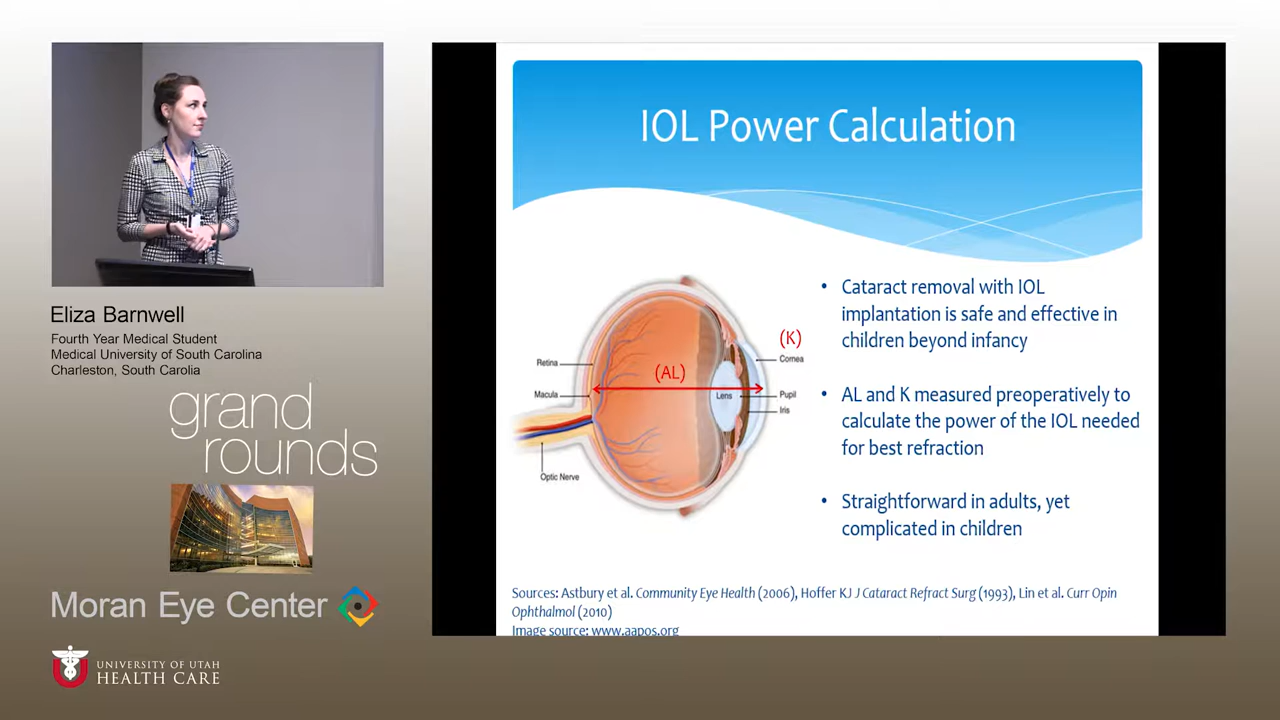 IOL Power Calculation
Retina
Macula
Optic Nerve
(AL)
Lens
(K)
Cornea
Pupil
Iris
• Cataract removal with IOL
implantation is safe and effective in
children beyond infancy
• AL and K measured preoperatively to
calculate the power of the IOL needed
for best refraction
• Straightforward in adults, yet
complicated in children
Sources: Astbury et al. Community Eye Health (2006), Hoffer KJ J Cataract Refract Surg (1993), Lin et al. Curr Opin
Ophthalmol (2010)
Image source: www.aapos.org
Eliza Barnwell
Fourth Year Medical Student
Medical University of South Carolina
Charleston, South Carolia
grand
rounds
Moran Eye Center
U
UNIVERSITY OF UTAH
HEALTH CARE